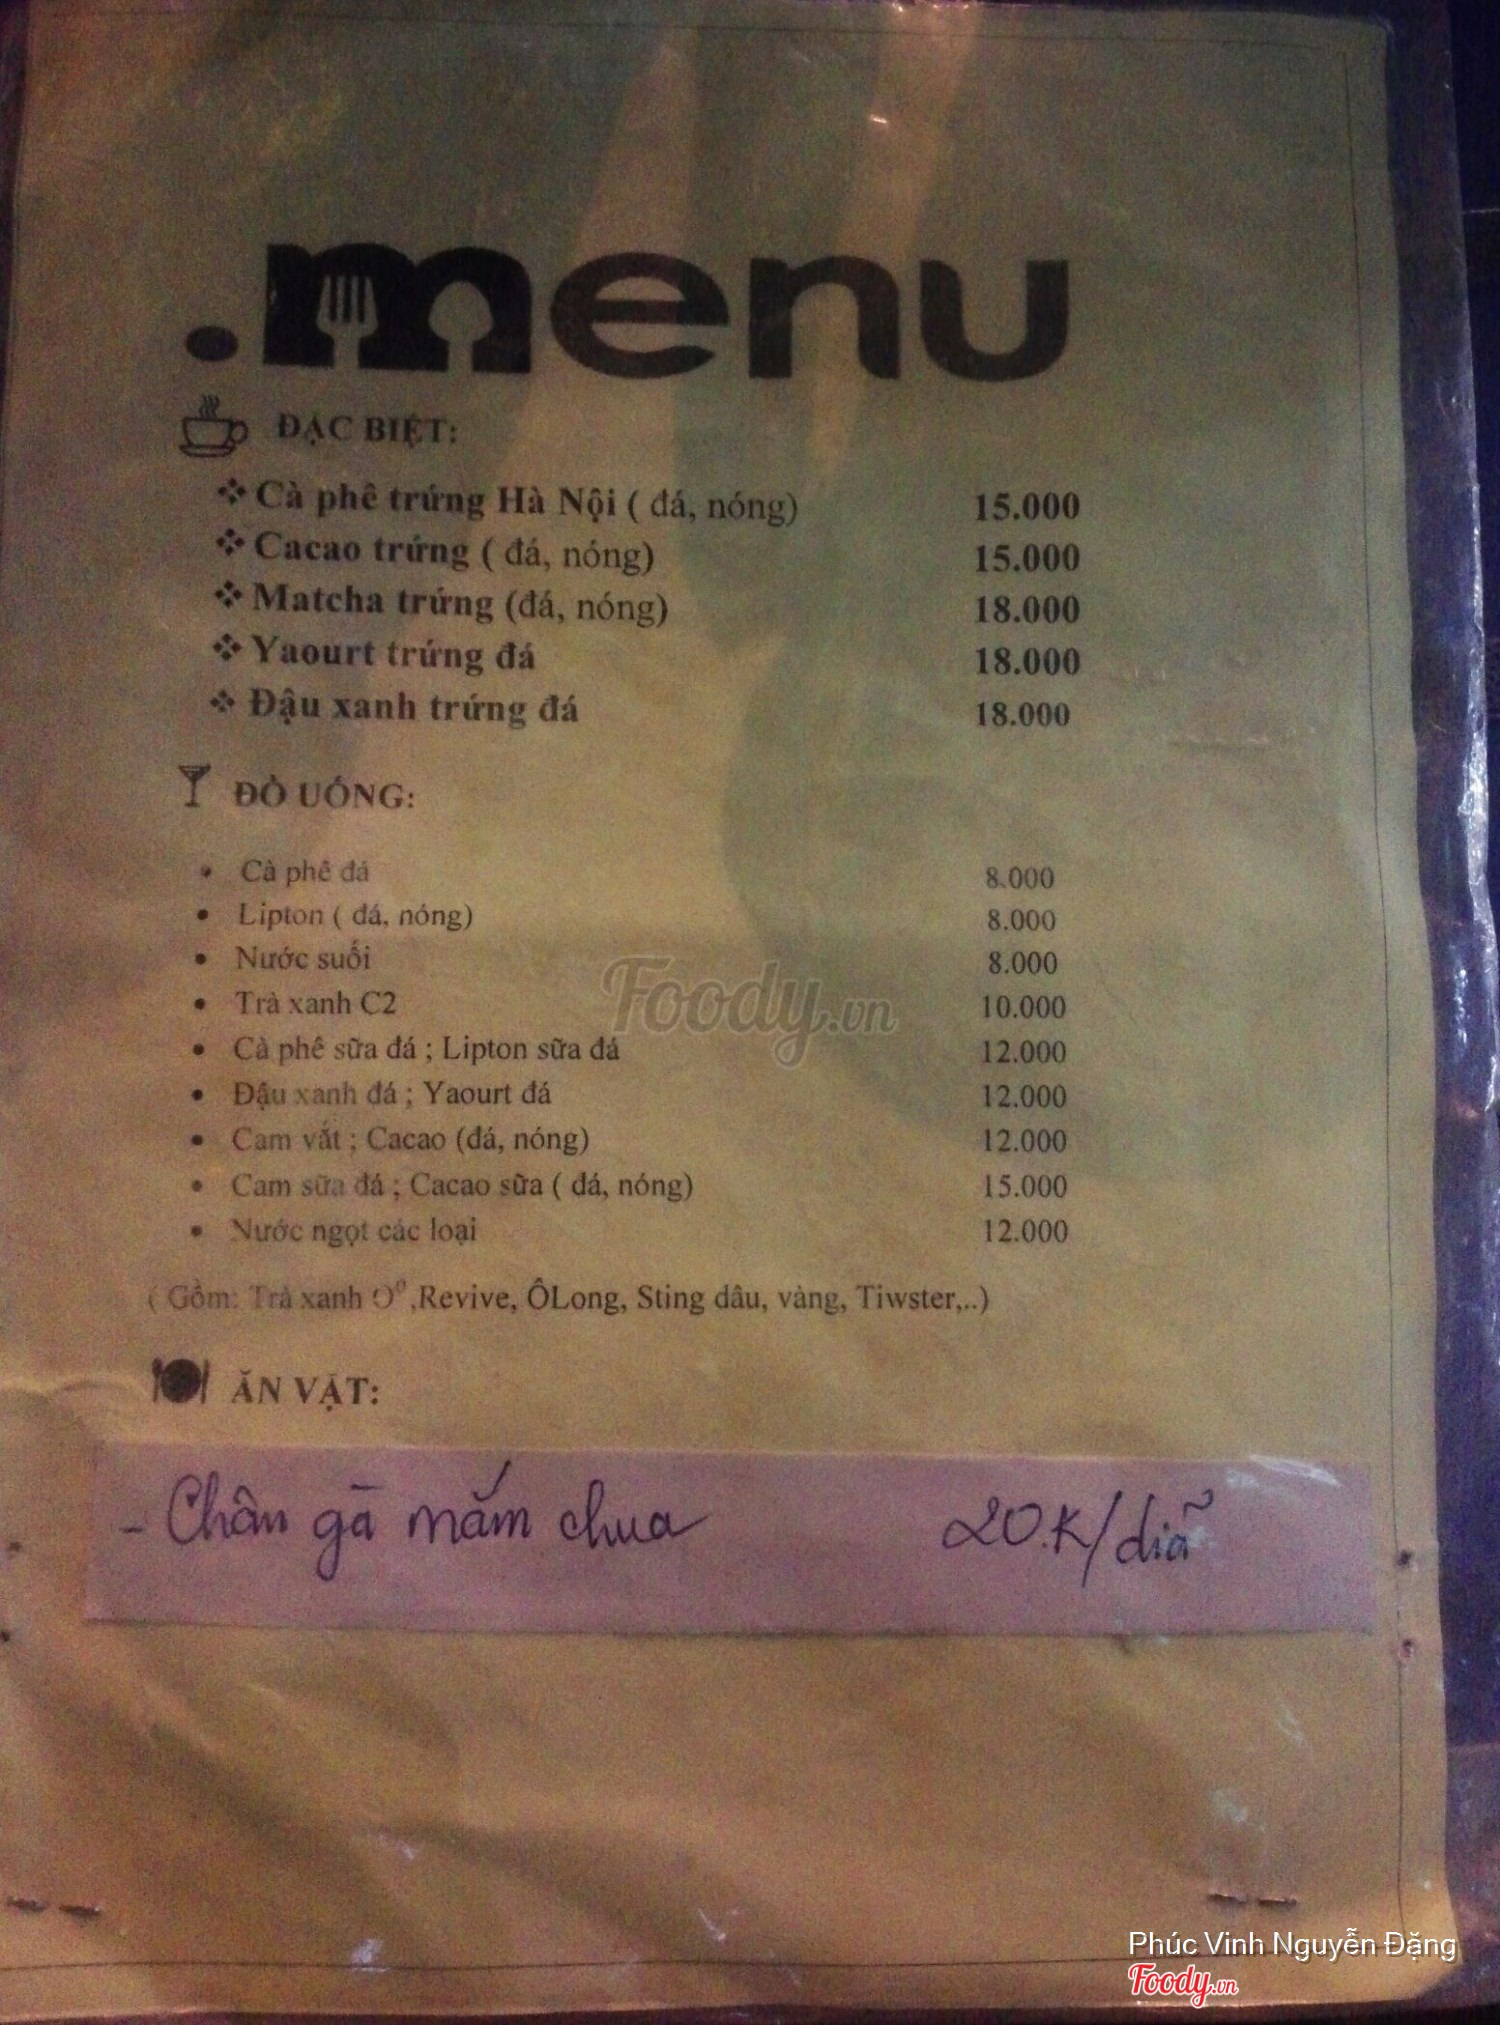 .menu
ĐẶC BIỆT:
❖ Cà phê trứng Hà Nội ( đá, nóng) 15.000
❖ Cacao trứng ( đá, nóng) 15.000
❖ Matcha trứng (đá, nóng) 18.000
❖ Yaourt trứng đá 18.000
❖ Đậu xanh trứng đá 18.000
ĐỒ UỐNG:
• Cà phê đá 8.000
• Lipton ( đá, nóng) 8.000
• Nước suối 8.000
• Trà xanh C2 10.000
• Cà phê sữa đá ; Lipton sữa đá 12.000
• Đậu xanh đá ; Yaourt đá 12.000
• Cam vắt ; Cacao (đá, nóng) 12.000
• Cam sữa đá ; Cacao sữa ( đá, nóng) 15.000
• Nước ngọt các loại 12.000
( Gồm: Trà xanh O⁰ ,Revive, ÔLong, Sting dâu, vàng, Tiwster,..)
ĂN VẶT:
- Chân gà mắm chua 20.K/diã
Foody.vn
Phúc Vinh Nguyễn Đặng
Foody.vn